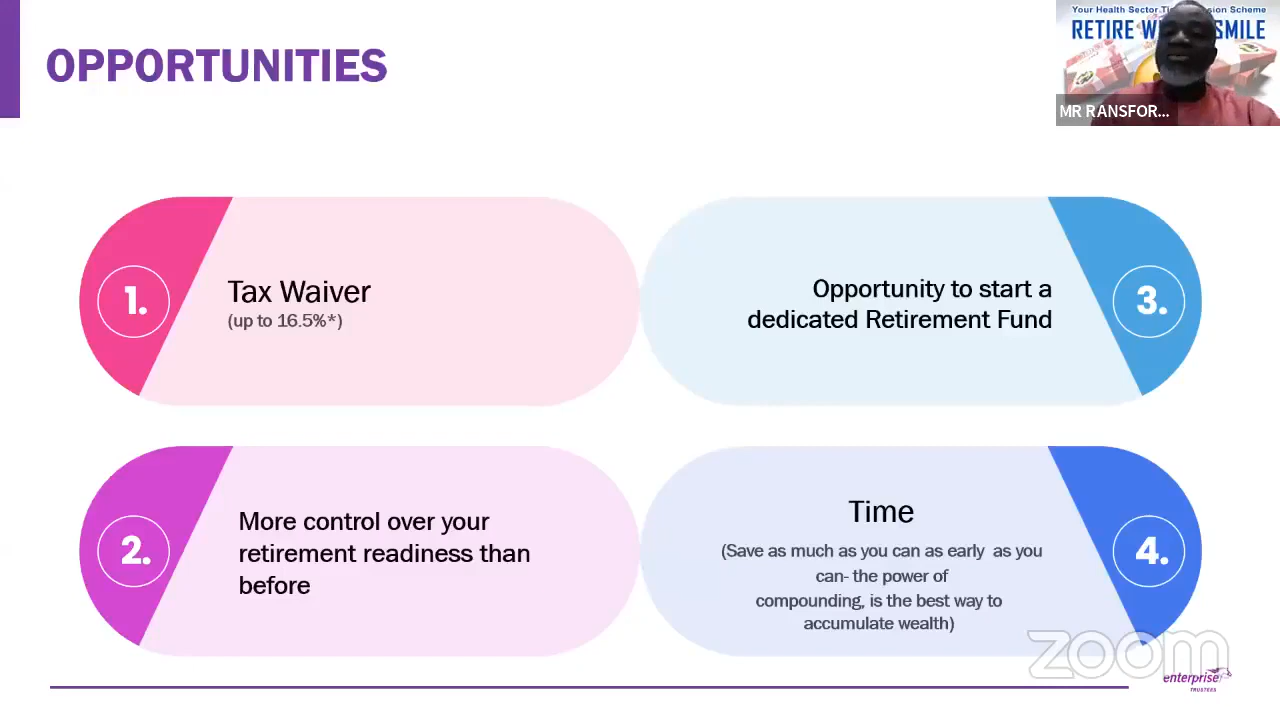 OPPORTUNITIES
Your Health Sector
sion Scheme
RETIRE
SMILE
MR RANSFOR...
1.
Tax Waiver
(up to 16.5%*)
2.
More control over your
retirement readiness than
before
Opportunity to start a
dedicated Retirement Fund
3.
Time
(Save as much as you can as early as you
can- the power of
compounding, is the best way to
accumulate wealth)
4.
zoom
enterprise
TRUSTEES